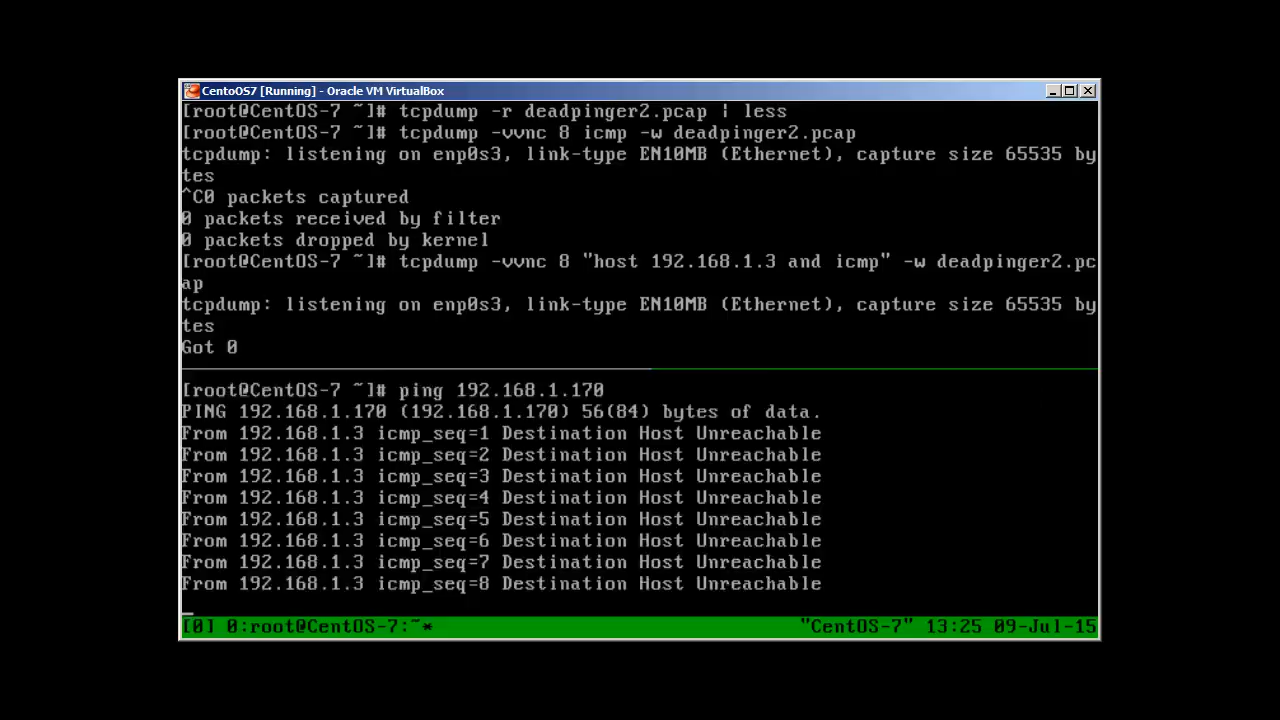 CentoOS7 [Running] - Oracle VM VirtualBox
[root@CentOS-7 ~]# tcpdump -r deadpinger2.pcap | less
[root@CentOS-7 ~]# tcpdump -vvnc 8 icmp -w deadpinger2.pcap
tcpdump: listening on enp0s3, link-type EN10MB (Ethernet), capture size 65535 by
tes
^C0 packets captured
0 packets received by filter
0 packets dropped by kernel
[root@CentOS-7 ~]# tcpdump -vvnc 8 "host 192.168.1.3 and icmp" -w deadpinger2.pc
ap
tcpdump: listening on enp0s3, link-type EN10MB (Ethernet), capture size 65535 by
tes
Got 0
[root@CentOS-7 ~]# ping 192.168.1.170
PING 192.168.1.170 (192.168.1.170) 56(84) bytes of data.
From 192.168.1.3 icmp_seq=1 Destination Host Unreachable
From 192.168.1.3 icmp_seq=2 Destination Host Unreachable
From 192.168.1.3 icmp_seq=3 Destination Host Unreachable
From 192.168.1.3 icmp_seq=4 Destination Host Unreachable
From 192.168.1.3 icmp_seq=5 Destination Host Unreachable
From 192.168.1.3 icmp_seq=6 Destination Host Unreachable
From 192.168.1.3 icmp_seq=7 Destination Host Unreachable
From 192.168.1.3 icmp_seq=8 Destination Host Unreachable
[0] 0:root@CentOS-7:~* "CentOS-7" 13:25 09-Jul-15